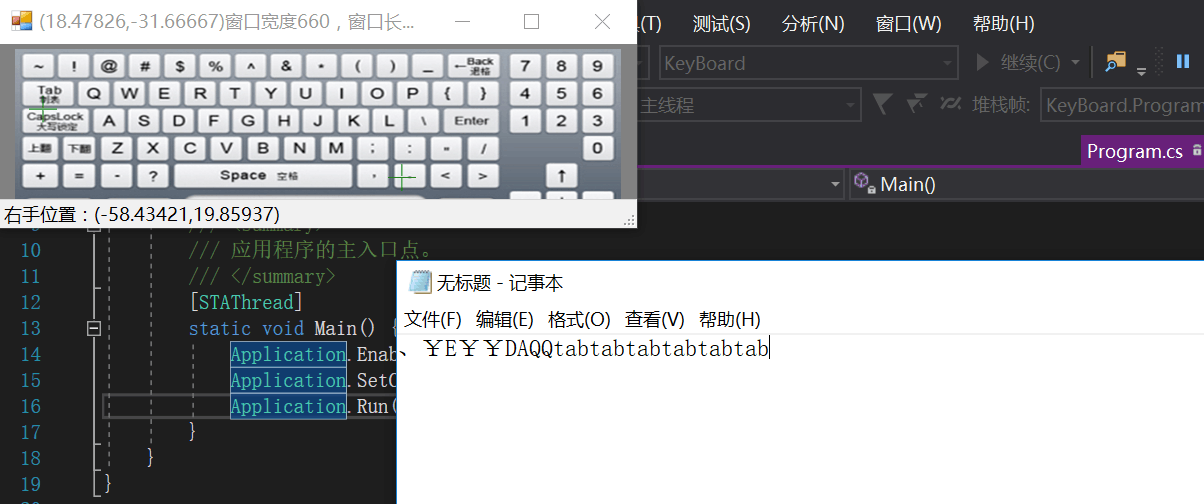 (18.47826,-31.66667)窗口宽度660，窗口长...
(T) 测试(S) 分析(N) 窗口(W) 帮助(H)
KeyBoard 继续(C)
主线程 堆栈帧: KeyBoard.Program
Program.cs
Main()
~ ! @ # $ % ^ & * ( ) _ ←Back 退格 7 8 9
Tab 制表 Q W E R T Y U I O P { } 4 5 6
CapsLock 大写锁定 A S D F G H J K L \ Enter 1 2 3
上翻 下翻 Z X C V B N M ; : " / 0
+ = - ? Space 空格 , < > ↑
右手位置：(-58.43421,19.85937)
9 /// <summary>
10 /// 应用程序的主入口点。
11 /// </summary>
12 [STAThread]
13 static void Main() {
14 Application.Enab
15 Application.SetC
16 Application.Run(
17 }
18 }
19 }
20
无标题 - 记事本
文件(F) 编辑(E) 格式(O) 查看(V) 帮助(H)
、￥E￥￥DAQQtabtabtabtabtabtab